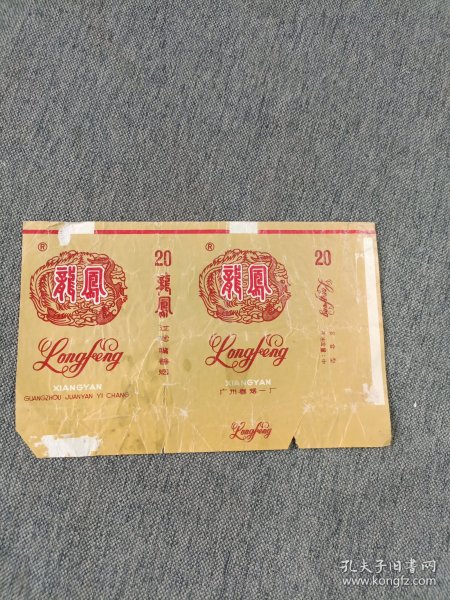 ®
龍鳳
Longfeng
XIANGYAN
GUANGZHOU JUANYAN YI CHANG
20
龍鳳
®
龍鳳
Longfeng
XIANGYAN
广州卷烟一厂
Longfeng
20
Longfeng
孔夫子旧书网
www.kongfz.com